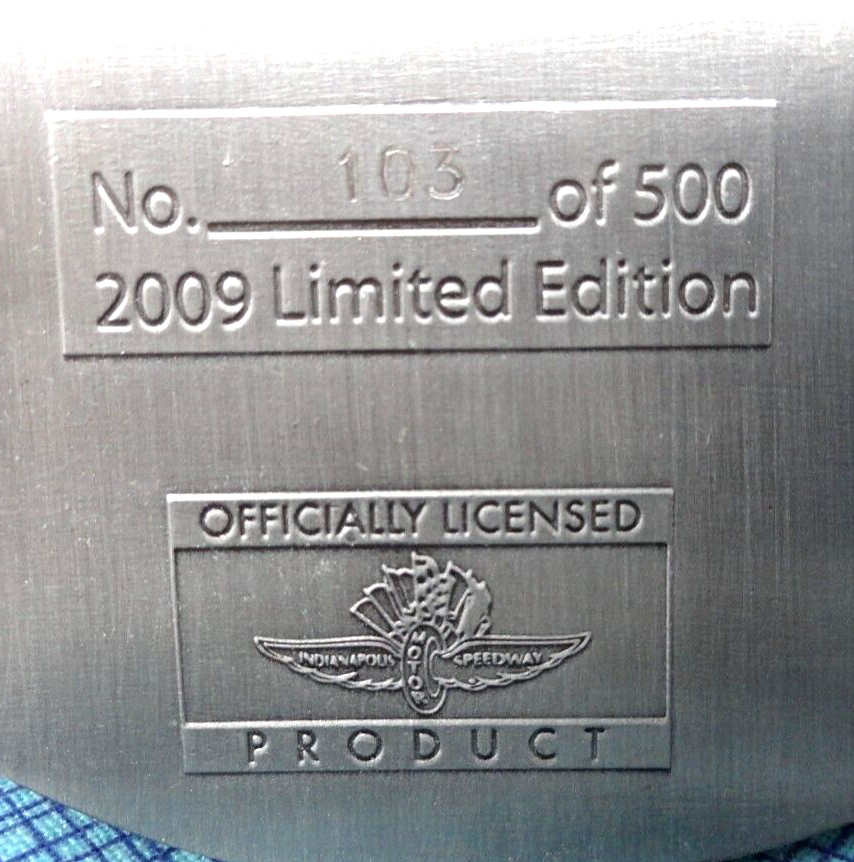 No. 103 of 500
2009 Limited Edition
OFFICIALLY LICENSED
INDIANAPOLIS MOTOR SPEEDWAY
PRODUCT